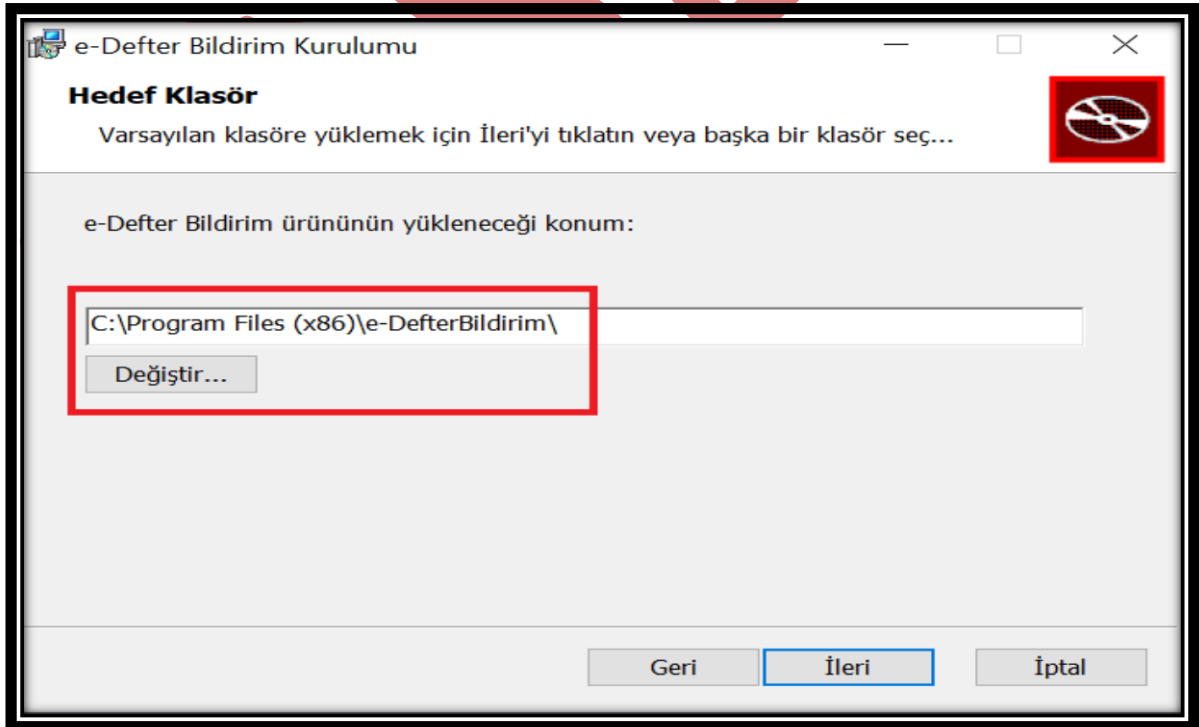 e-Defter Bildirim Kurulumu
Hedef Klasör
Varsayılan klasöre yüklemek için İleri'yi tıklatın veya başka bir klasör seç...
e-Defter Bildirim ürününün yükleneceği konum:
C:\Program Files (x86)\e-DefterBildirim\
Değiştir...
Geri
İleri
İptal